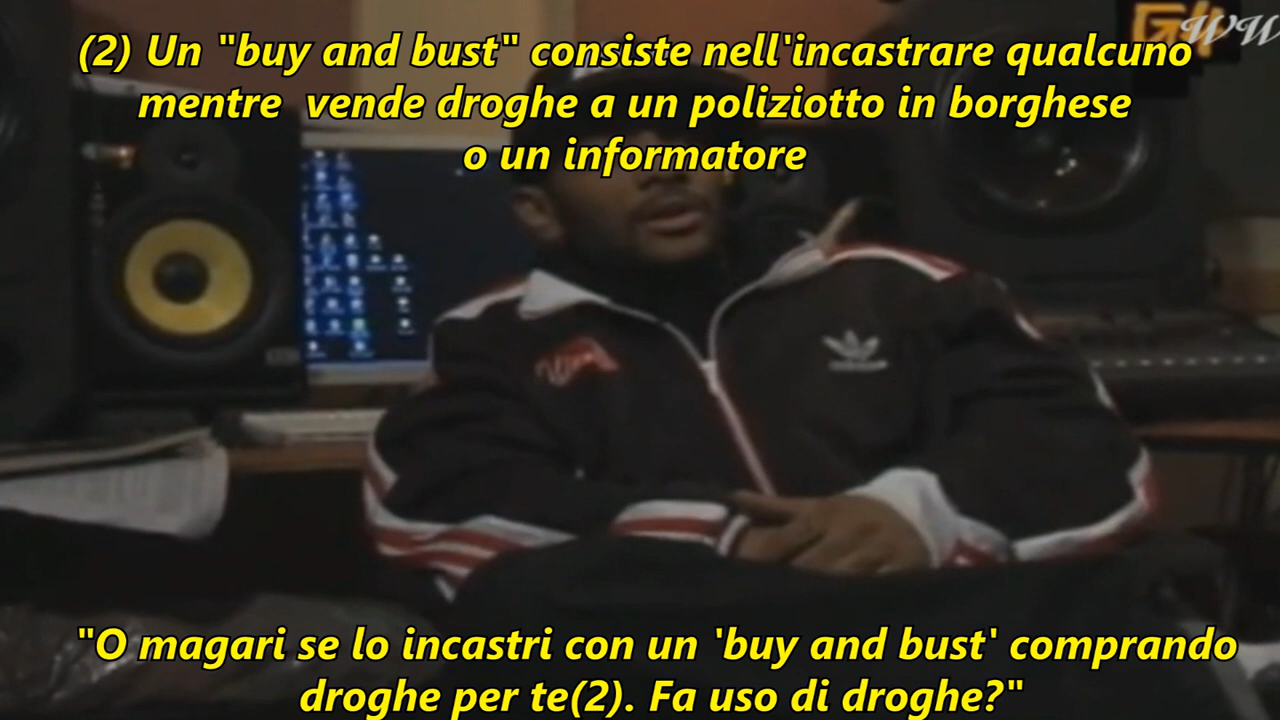 (2) Un "buy and bust" consiste nell'incastrare qualcuno
mentre  vende droghe a un poliziotto in borghese
o un informatore
"O magari se lo incastri con un 'buy and bust' comprando
droghe per te(2). Fa uso di droghe?"